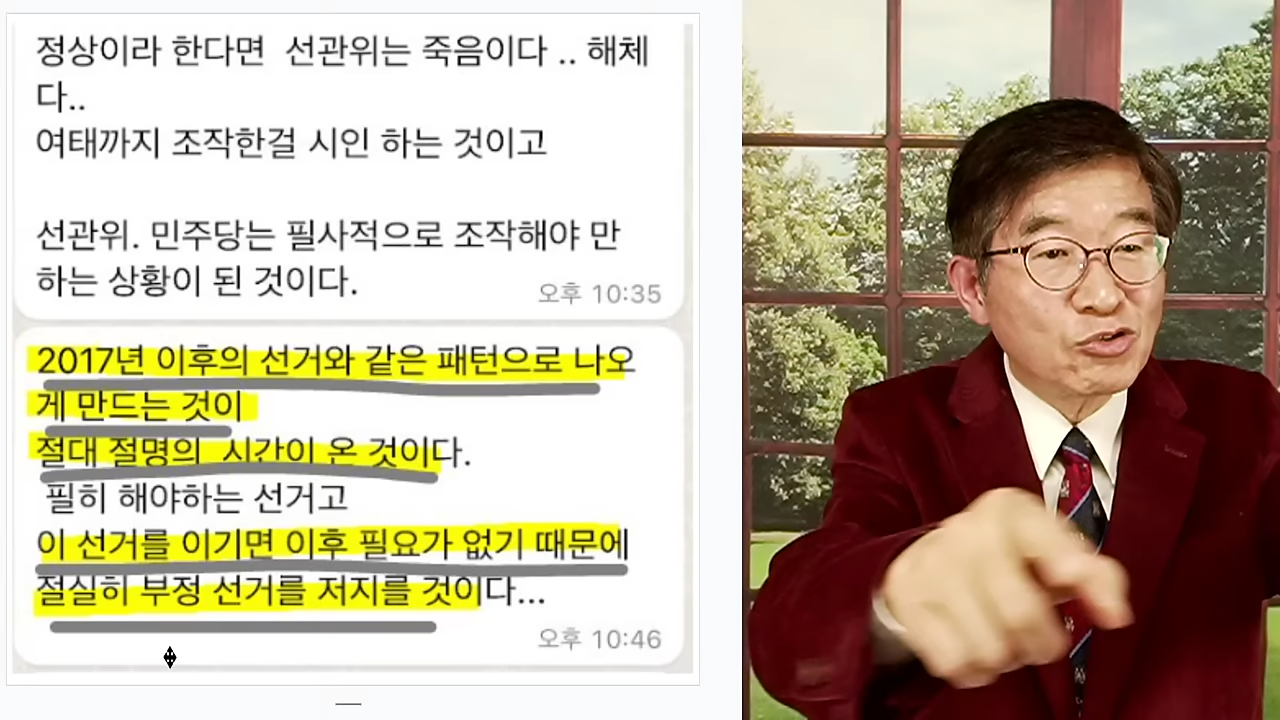 정상이라 한다면 선관위는 죽음이다 .. 해체
다..
여태까지 조작한걸 시인 하는 것이고
선관위. 민주당는 필사적으로 조작해야 만
하는 상황이 된 것이다.
오후 10:35
2017년 이후의 선거와 같은 패턴으로 나오
게 만드는 것이
절대 절명의 시간이 온 것이다.
필히 해야하는 선거고
이 선거를 이기면 이후 필요가 없기 때문에
절실히 부정 선거를 저지를 것이다...
오후 10:46